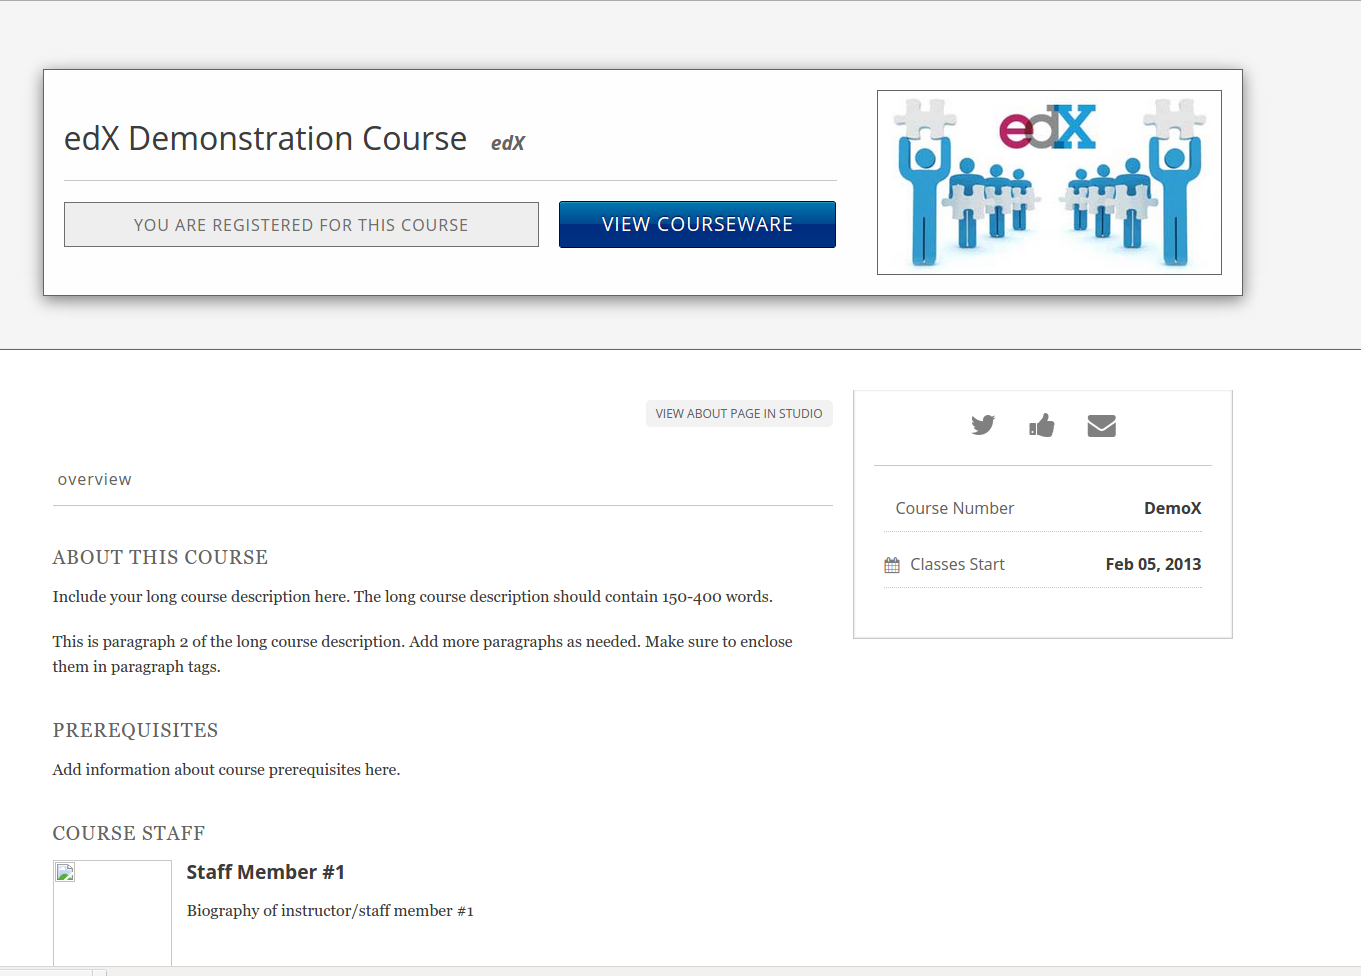 edX Demonstration Course edX
YOU ARE REGISTERED FOR THIS COURSE
VIEW COURSEWARE
edX
VIEW ABOUT PAGE IN STUDIO
overview
ABOUT THIS COURSE
Include your long course description here. The long course description should contain 150-400 words.
This is paragraph 2 of the long course description. Add more paragraphs as needed. Make sure to enclose
them in paragraph tags.
PREREQUISITES
Add information about course prerequisites here.
COURSE STAFF
Staff Member #1
Biography of instructor/staff member #1
Course Number DemoX
Classes Start Feb 05, 2013